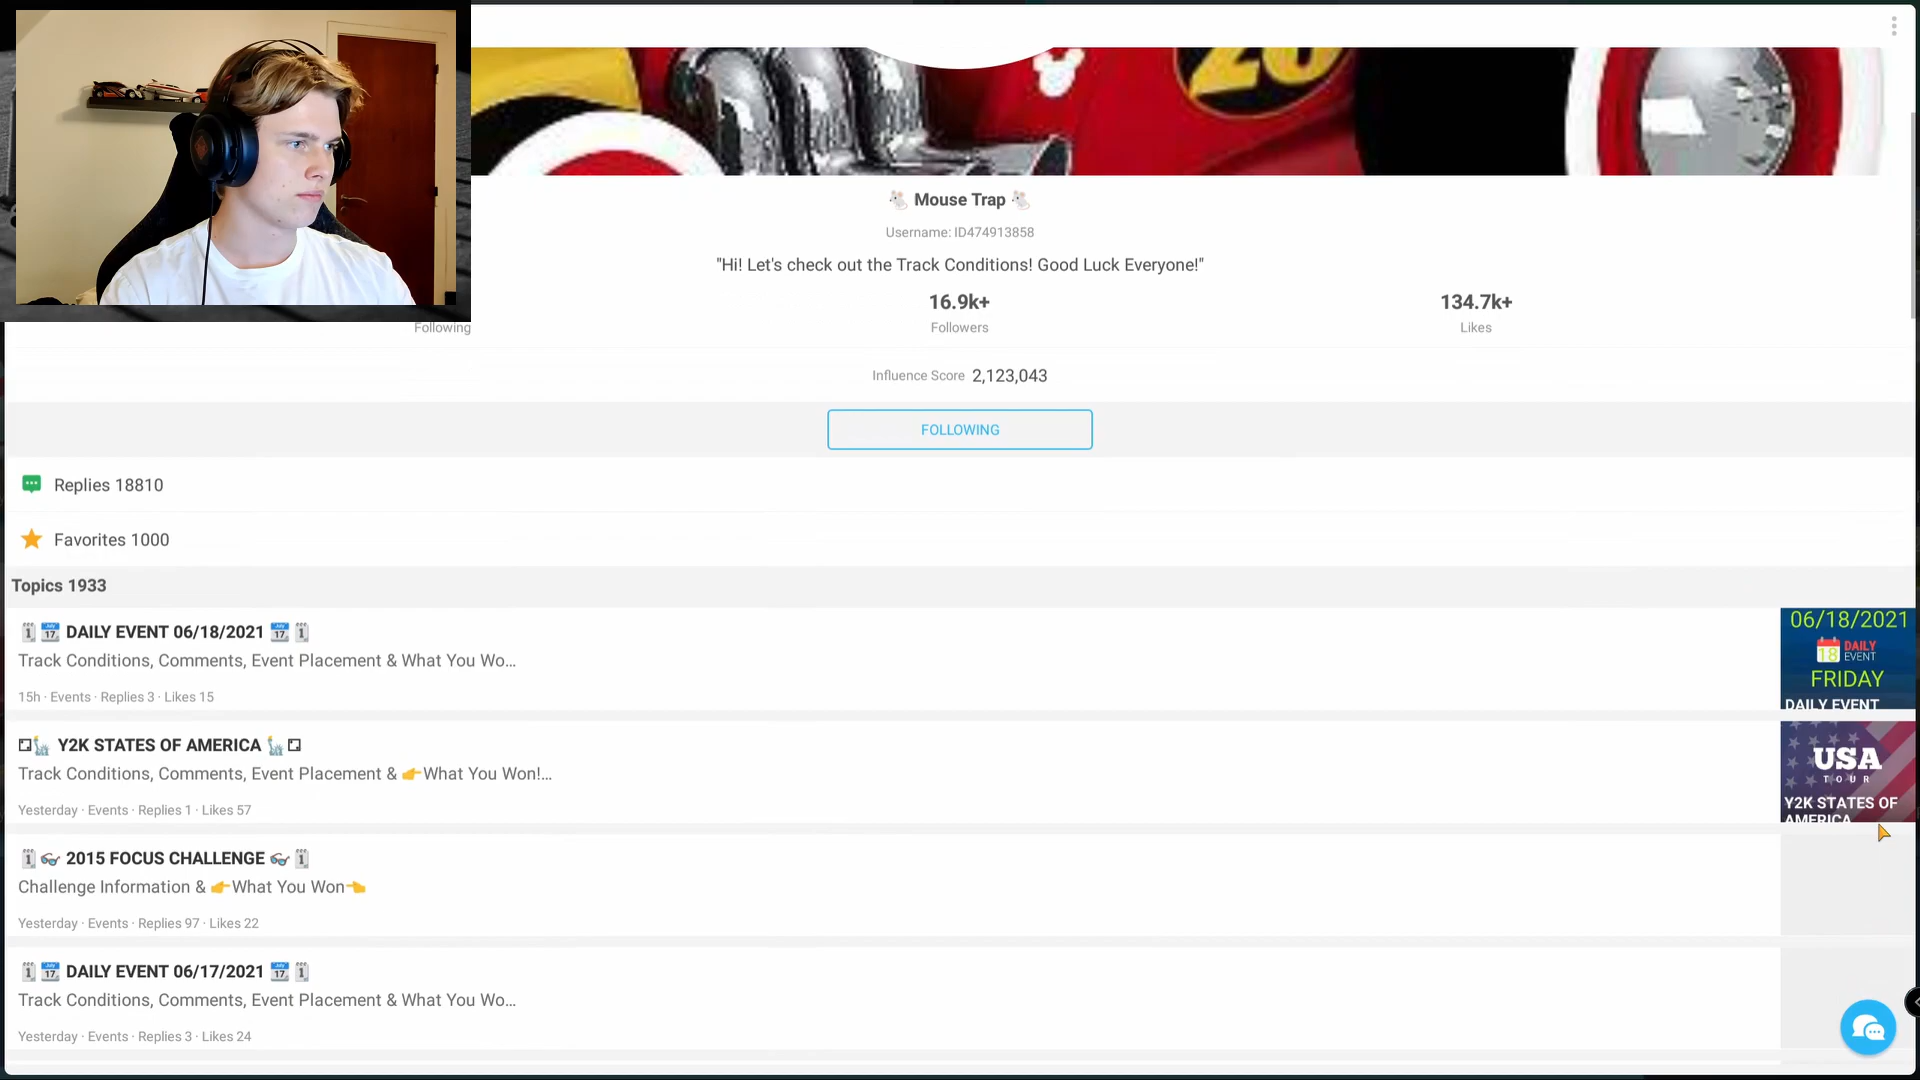 20
🐁 Mouse Trap 🐁
Username: ID474913858
"Hi! Let's check out the Track Conditions! Good Luck Everyone!"
16.9k+
134.7k+
Following
Followers
Likes
Influence Score 2,123,043
FOLLOWING
Replies 18810
Favorites 1000
Topics 1933
🗓️ 📅 DAILY EVENT 06/18/2021 📅 🗓️
Track Conditions, Comments, Event Placement & What You Wo...
15h · Events · Replies 3 · Likes 15
06/18/2021
18 DAILY
EVENT
FRIDAY
DAILY EVENT
🗽 Y2K STATES OF AMERICA 🗽
Track Conditions, Comments, Event Placement & 👉What You Won!...
Yesterday · Events · Replies 1 · Likes 57
USA
TOUR
Y2K STATES OF
AMERICA
🗓️ 👓 2015 FOCUS CHALLENGE 👓 🗓️
Challenge Information & 👉What You Won👈
Yesterday · Events · Replies 97 · Likes 22
🗓️ 📅 DAILY EVENT 06/17/2021 📅 🗓️
Track Conditions, Comments, Event Placement & What You Wo...
Yesterday · Events · Replies 3 · Likes 24